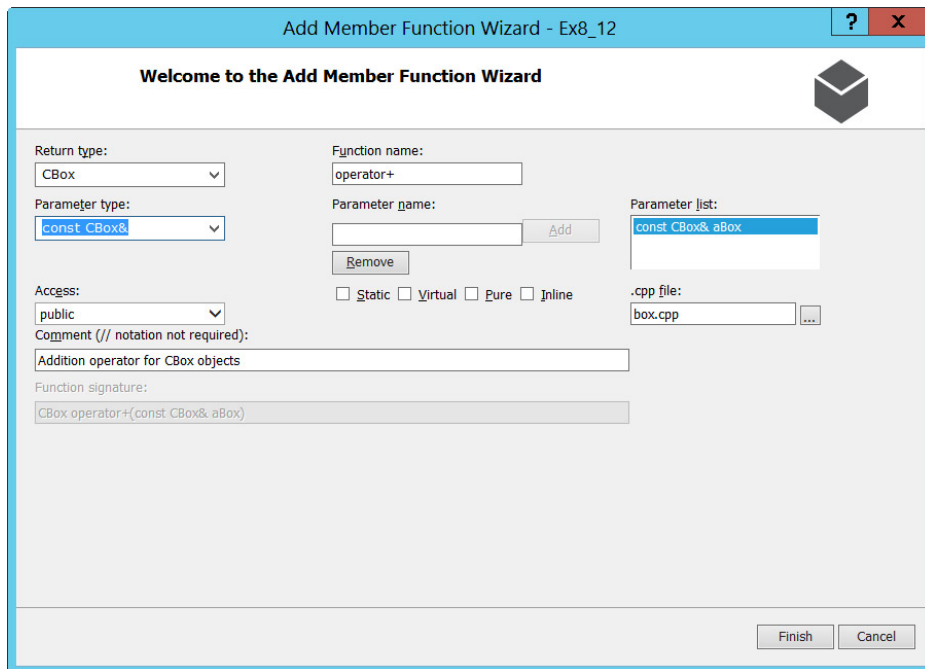 Add Member Function Wizard - Ex8_12
? X
Welcome to the Add Member Function Wizard
Return type: Function name:
CBox operator+
Parameter type: Parameter name: Parameter list:
const CBox& Add const CBox& aBox
Remove
Access: Static Virtual Pure Inline .cpp file:
public box.cpp ...
Comment (// notation not required):
Addition operator for CBox objects
Function signature:
CBox operator+(const CBox& aBox)
Finish Cancel